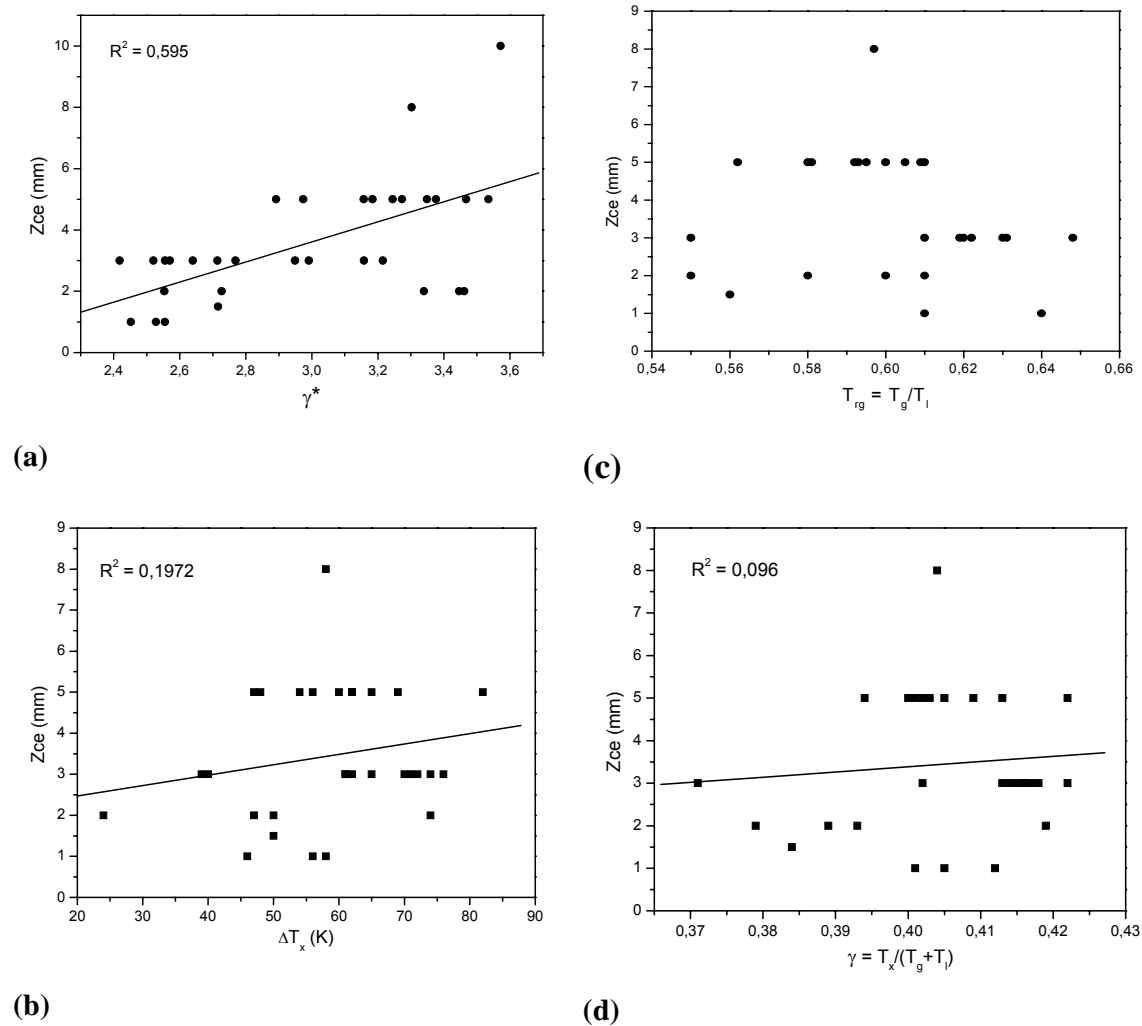 R² = 0,595
10
8
6
4
2
0
Zce (mm)
2,4 2,6 2,8 3,0 3,2 3,4 3,6
γ*
(a)
9
8
7
6
5
4
3
2
1
0
Zce (mm)
0,54 0,56 0,58 0,60 0,62 0,64 0,66
T_rg = T_g/T_l
(c)
R² = 0,1972
9
8
7
6
5
4
3
2
1
0
Zce (mm)
20 30 40 50 60 70 80 90
ΔT_x (K)
(b)
R² = 0,096
9
8
7
6
5
4
3
2
1
0
Zce (mm)
0,37 0,38 0,39 0,40 0,41 0,42 0,43
γ = T_x/(T_g+T_l)
(d)